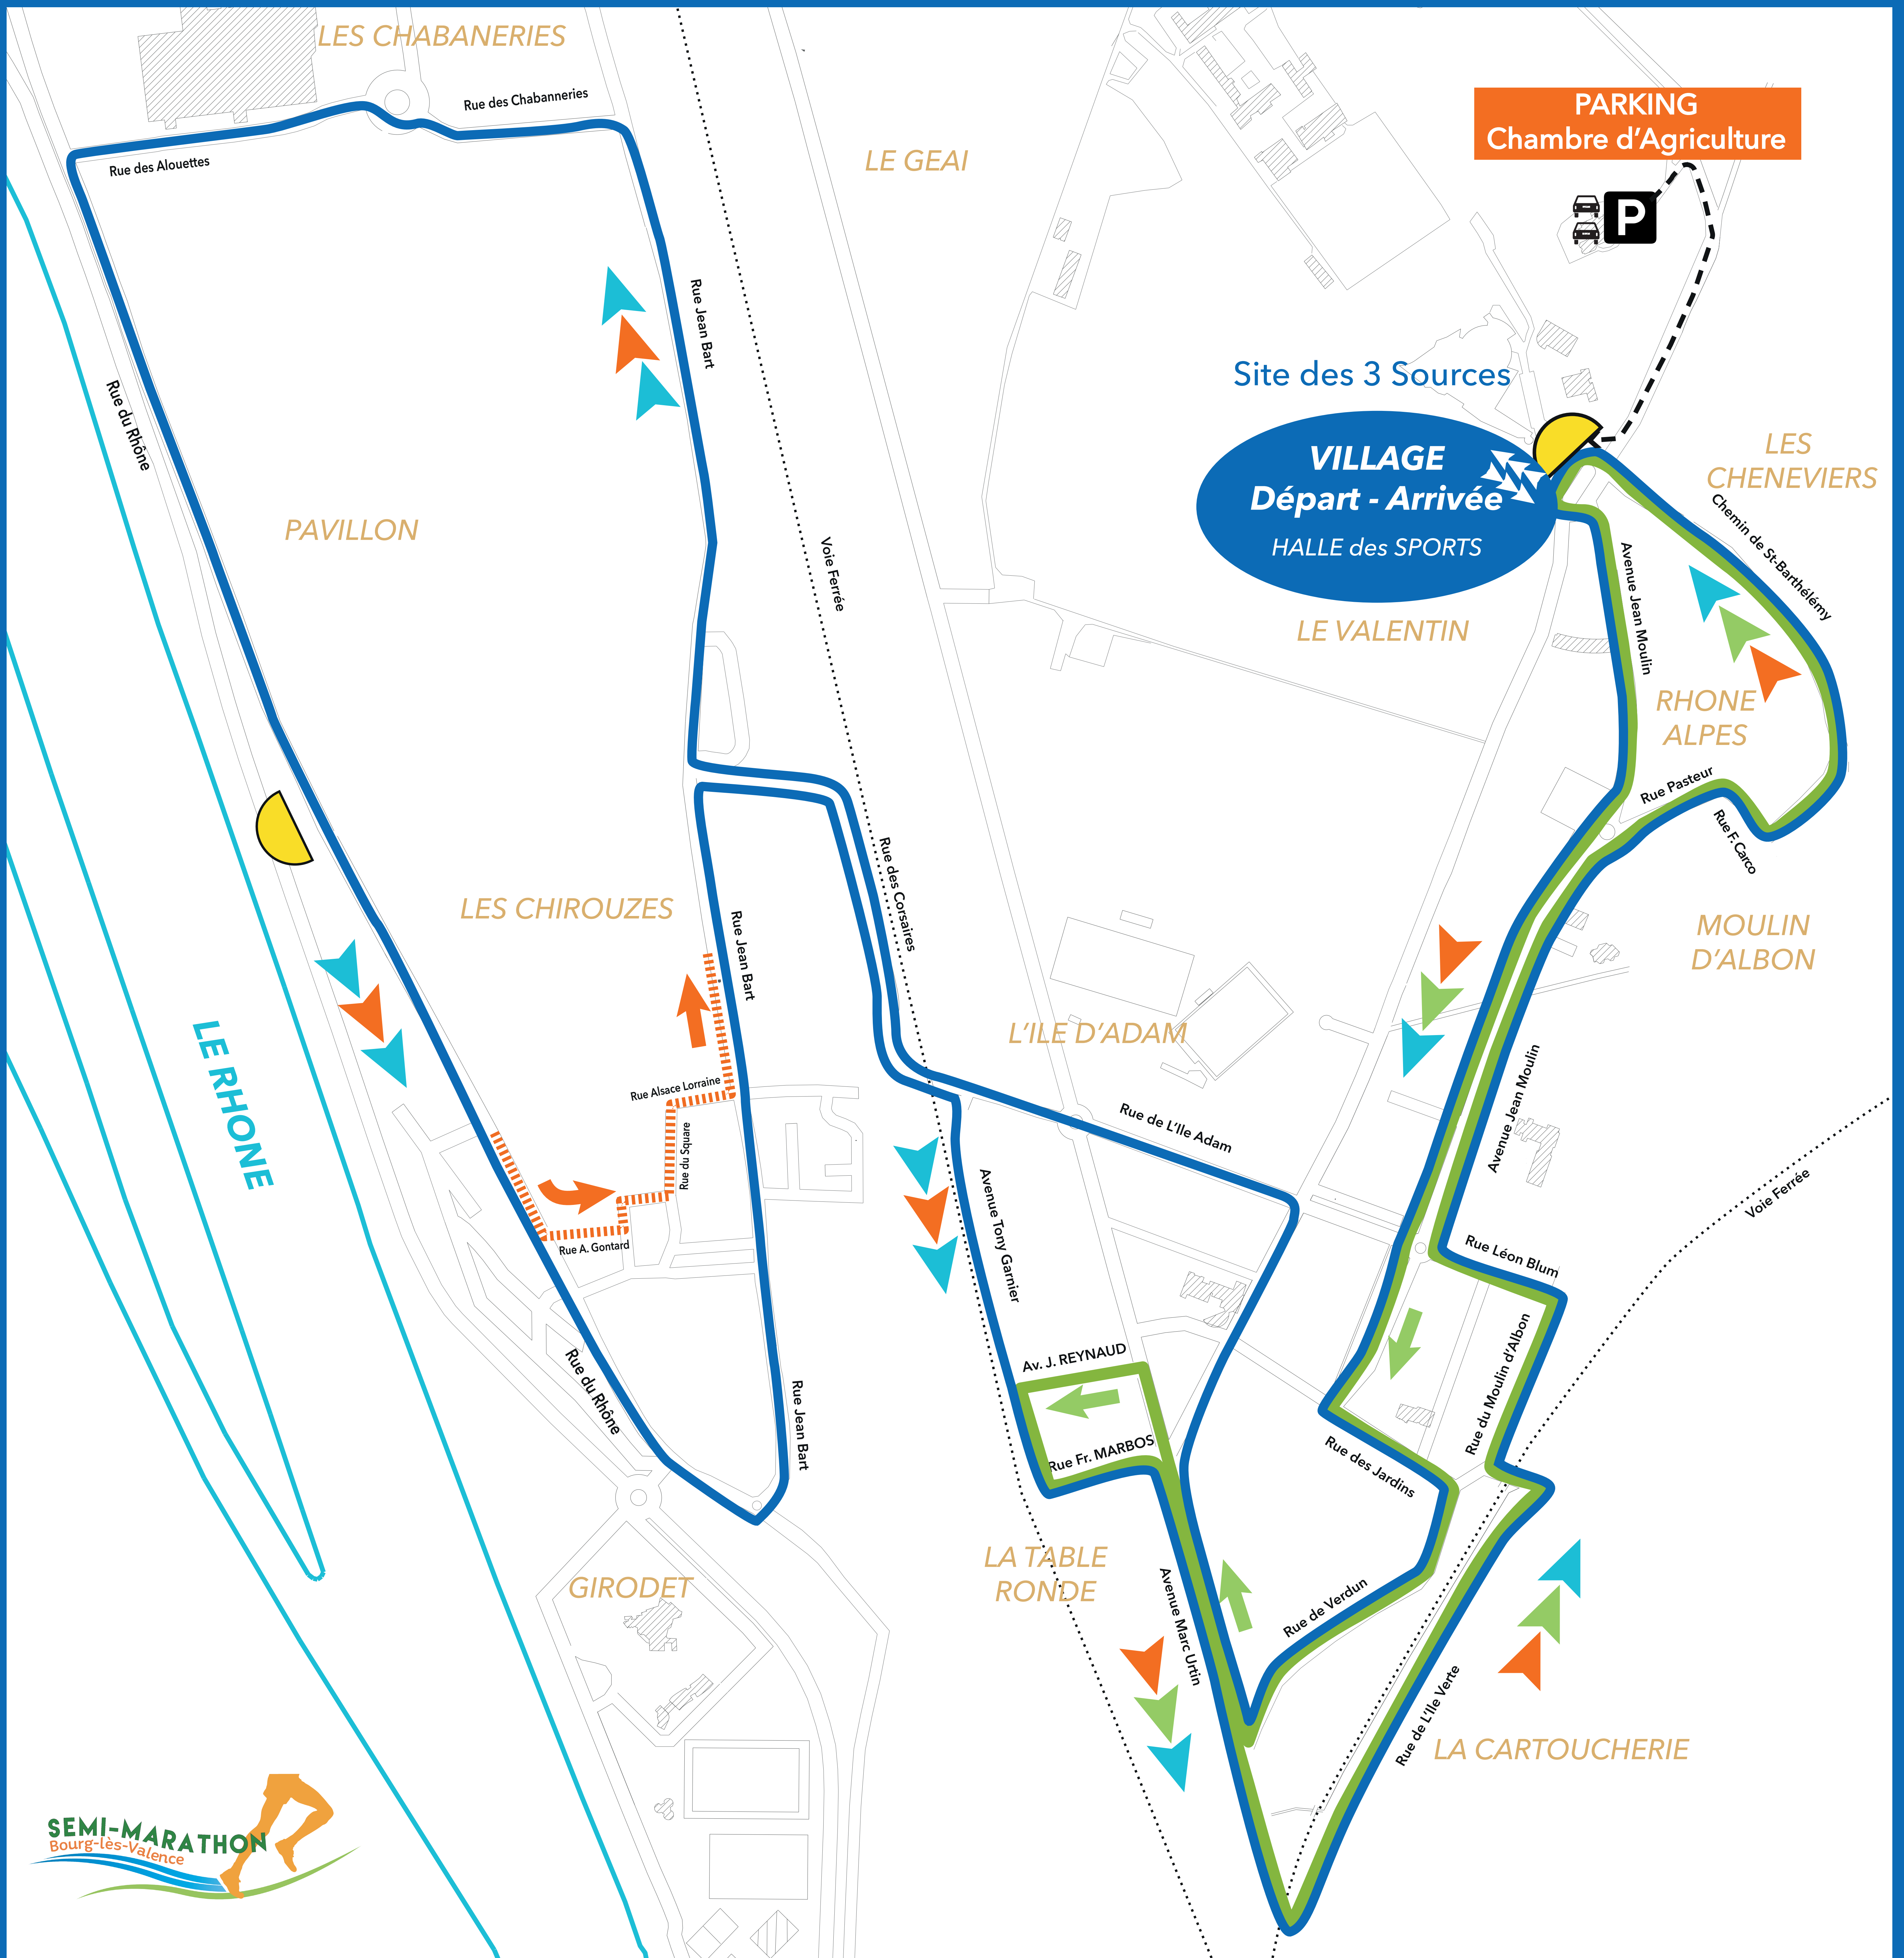 LES CHABANERIES
Rue des Chabanneries
Rue des Alouettes
LE GEAI
PARKING
Chambre d'Agriculture
P
Rue Jean Bart
Rue du Rhône
Site des 3 Sources
VILLAGE
Départ - Arrivée
HALLE des SPORTS
LES
CHENEVIERS
Chemin de St-Barthélémy
PAVILLON
Voie Ferrée
Avenue Jean Moulin
LE VALENTIN
RHONE
ALPES
Rue Pasteur
Rue F. Carco
LES CHIROUZES
Rue Jean Bart
Rue des Corsaires
MOULIN
D'ALBON
L'ILE D'ADAM
LE RHONE
Rue Alsace Lorraine
Rue du Square
Rue A. Gontard
Rue de L'Ile Adam
Avenue Jean Moulin
Voie Ferrée
Avenue Tony Garnier
Rue Léon Blum
Rue du Moulin d'Albon
Av. J. REYNAUD
Rue Fr. MARBOS
Rue du Rhône
Rue Jean Bart
Rue des Jardins
LA TABLE
RONDE
GIRODET
Avenue Marc Urtin
Rue de Verdun
Rue de L'Ile Verte
LA CARTOUCHERIE
SEMI-MARATHON
Bourg-lès-Valence